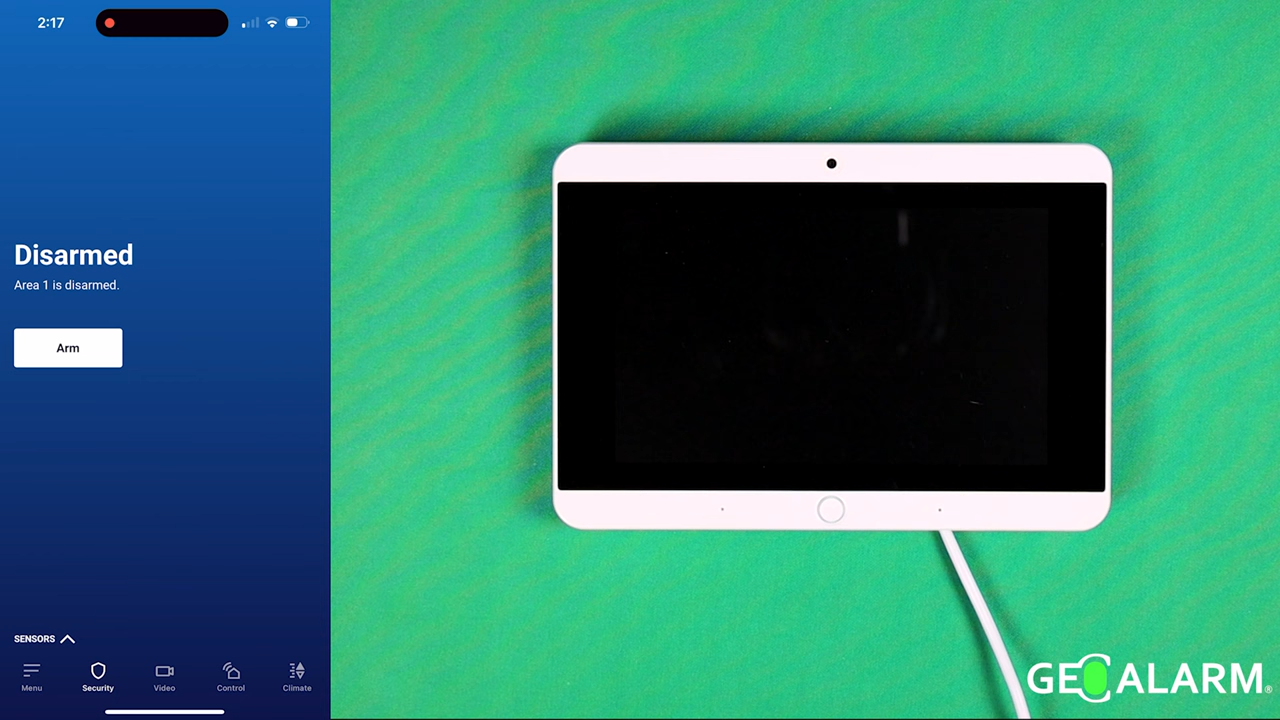 2:17
Disarmed
Area 1 is disarmed.
Arm
SENSORS
Menu
Security
Video
Control
Climate
GEOALARM®